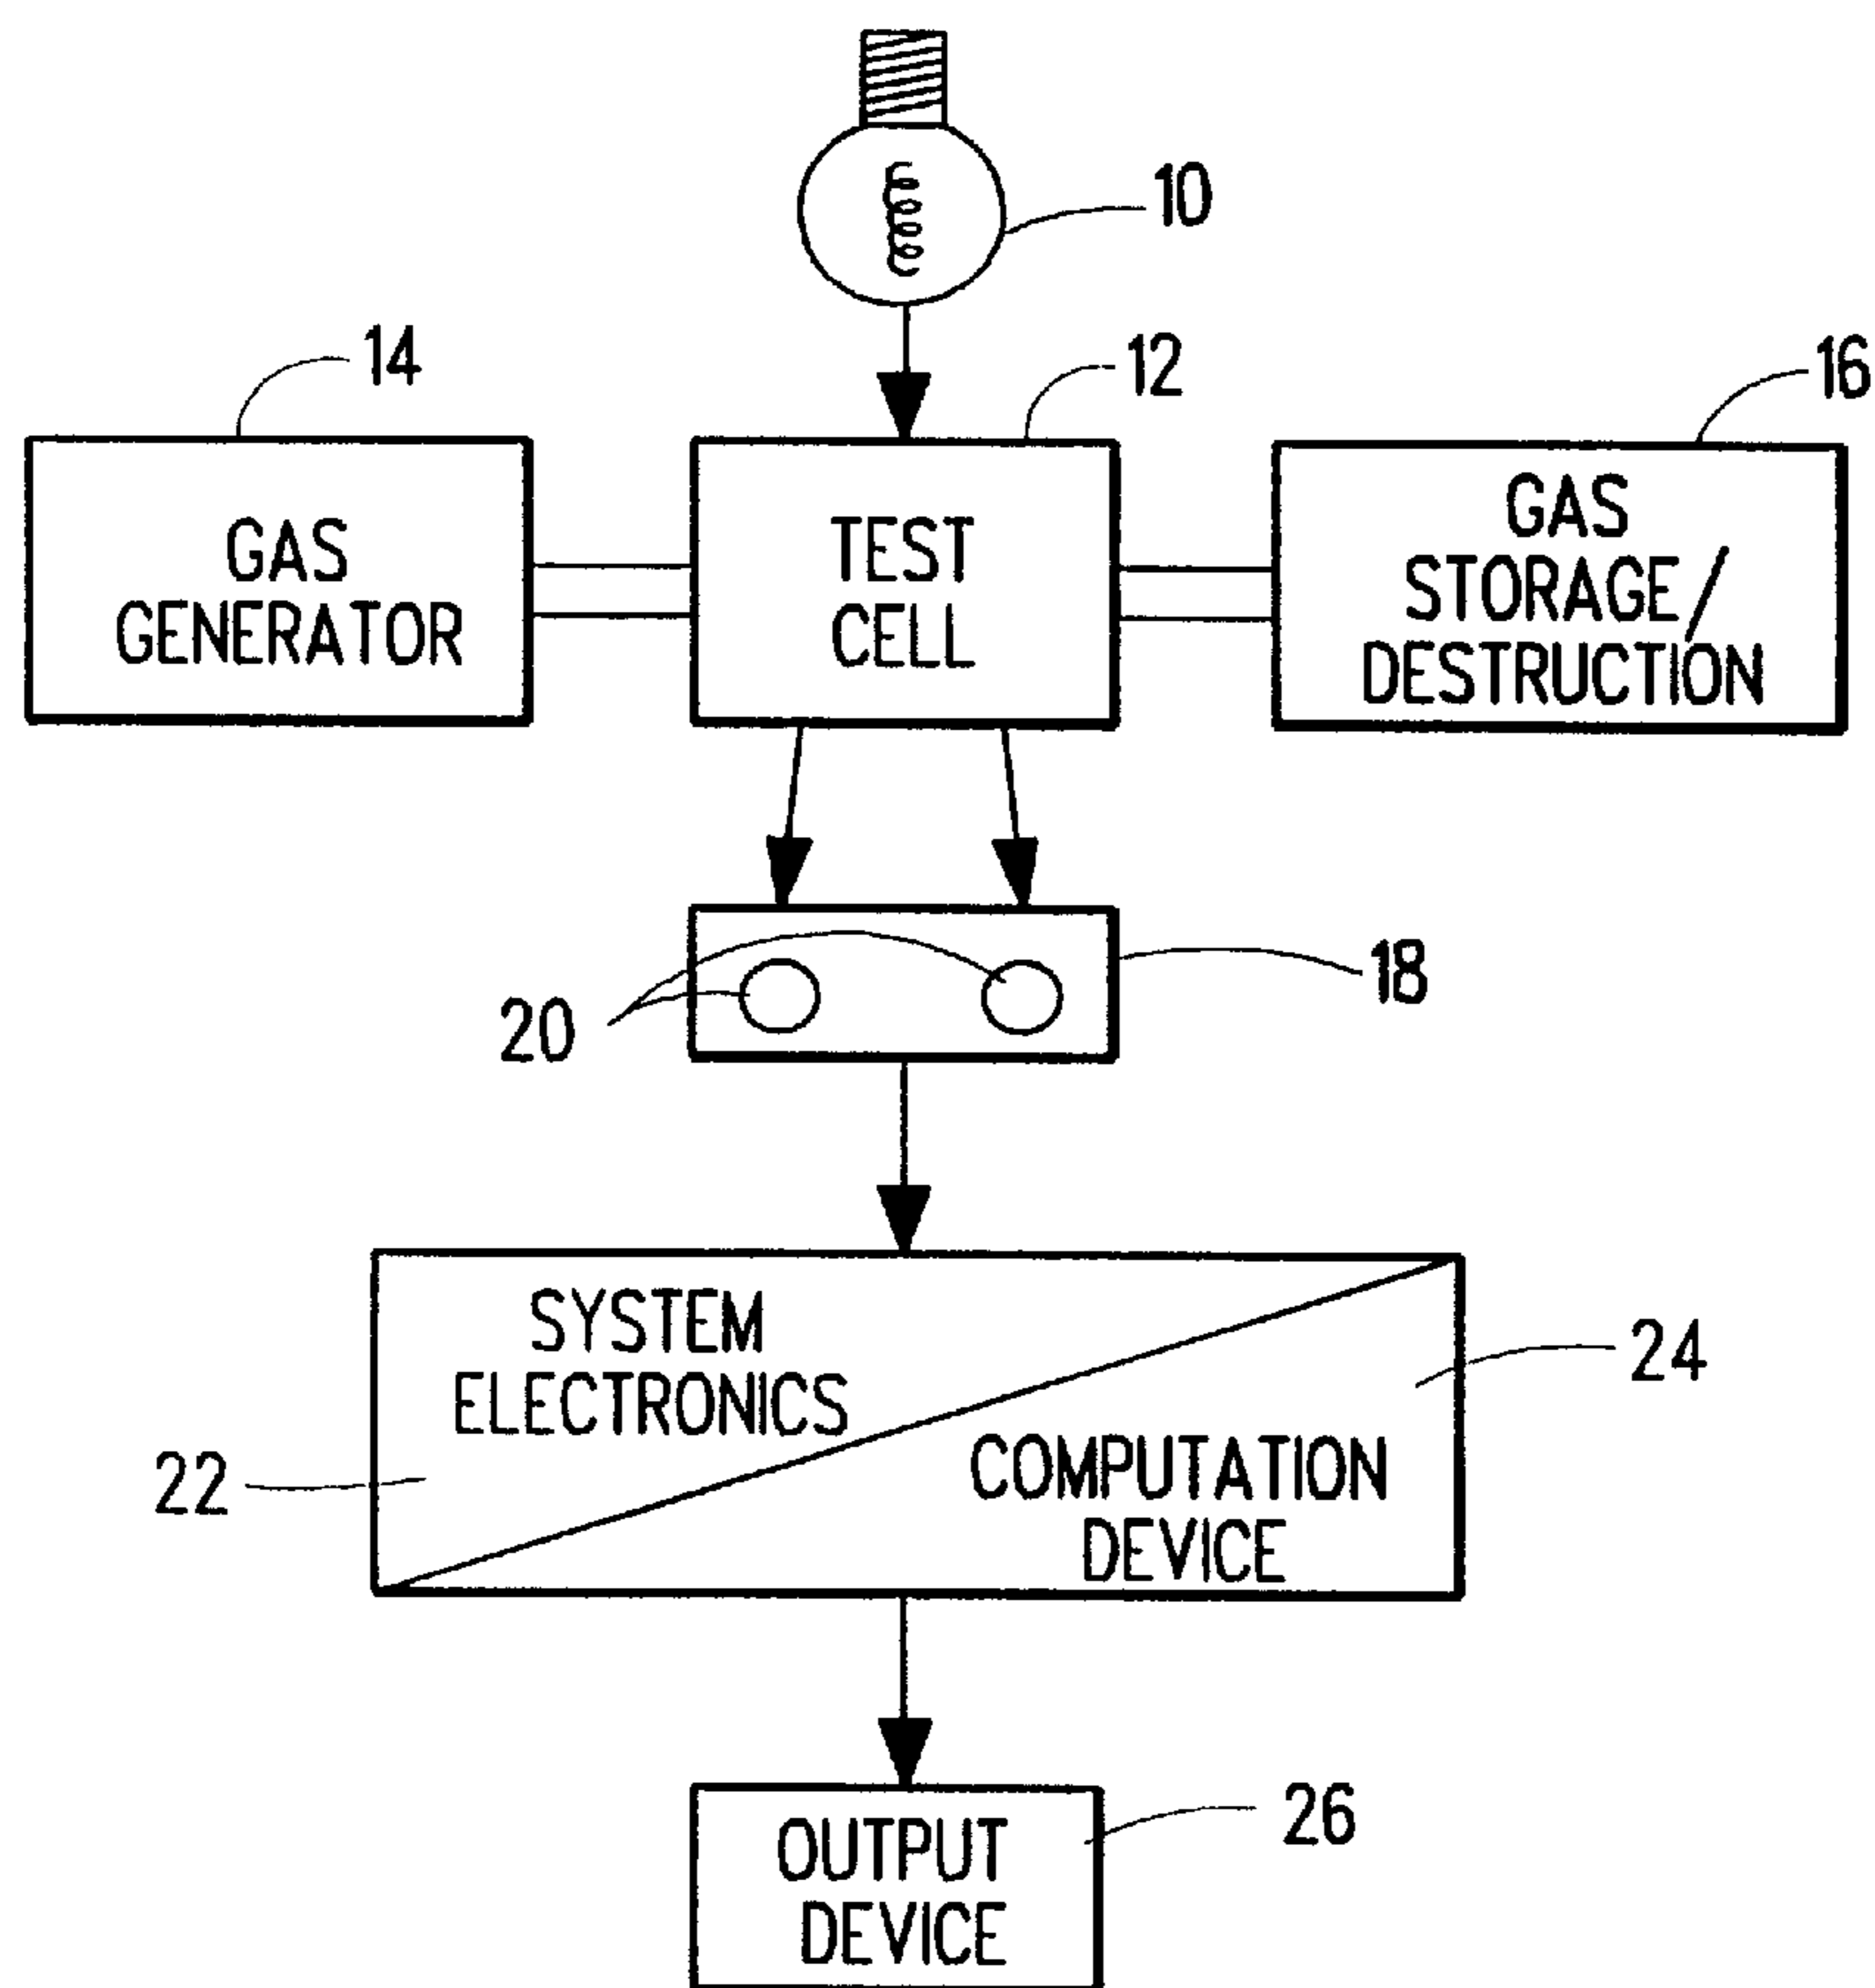 10
14
12
16
GAS
GENERATOR
TEST
CELL
GAS
STORAGE/
DESTRUCTION
18
20
SYSTEM
ELECTRONICS
24
22
COMPUTATION
DEVICE
26
OUTPUT
DEVICE